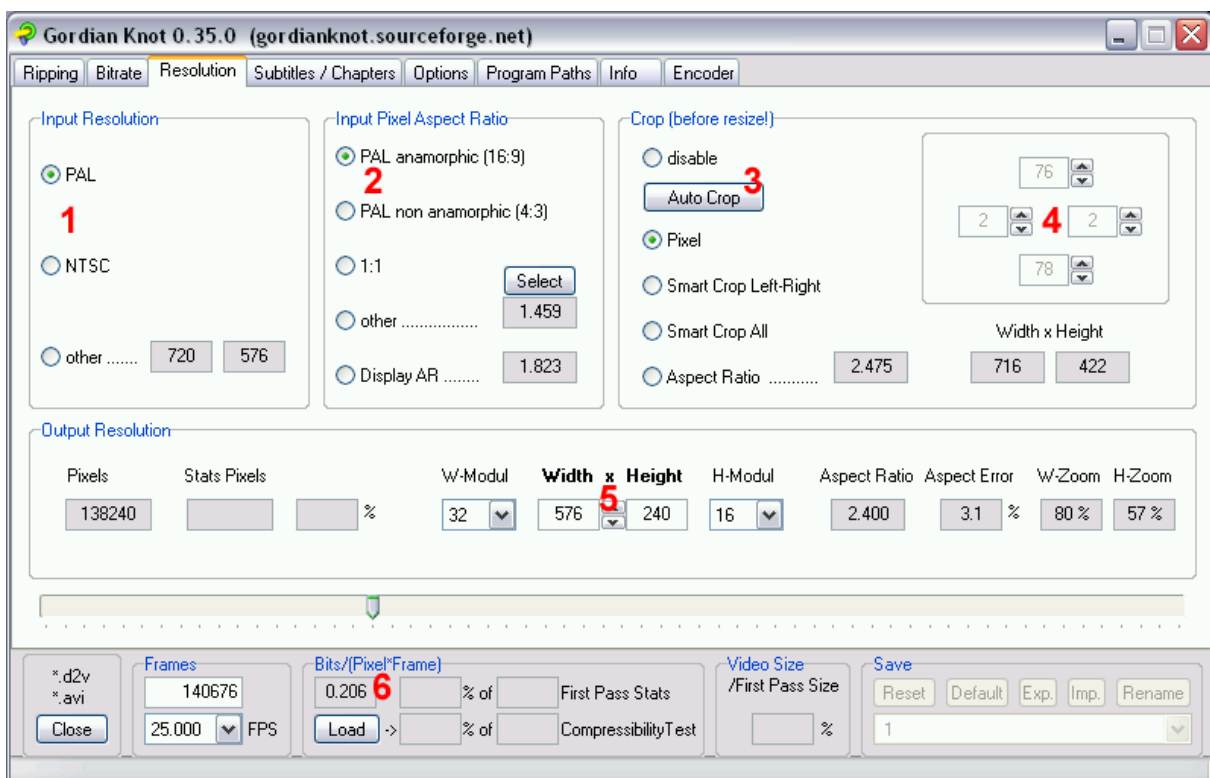 Gordian Knot 0.35.0 (gordianknot.sourceforge.net)
Ripping Bitrate Resolution Subtitles / Chapters Options Program Paths Info Encoder
Input Resolution
PAL
1
NTSC
other ....... 720 576
Input Pixel Aspect Ratio
PAL anamorphic (16:9)
2
PAL non anamorphic (4:3)
1:1
Select
other ................. 1.459
Display AR ........ 1.823
Crop (before resize!)
disable
3
Auto Crop
Pixel
Smart Crop Left-Right
Smart Crop All
Aspect Ratio ........... 2.475
76
2 4 2
78
Width x Height
716 422
Output Resolution
Pixels Stats Pixels W-Modul Width x Height H-Modul Aspect Ratio Aspect Error W-Zoom H-Zoom
5
138240 % 32 576 240 16 2.400 3.1 % 80 % 57 %
*.d2v
*.avi
Close
Frames
140676
25.000 FPS
Bits/(Pixel*Frame)
0.206 6 % of First Pass Stats
Load -> % of CompressibilityTest
Video Size
/First Pass Size
%
Save
Reset Default Exp. Imp. Rename
1